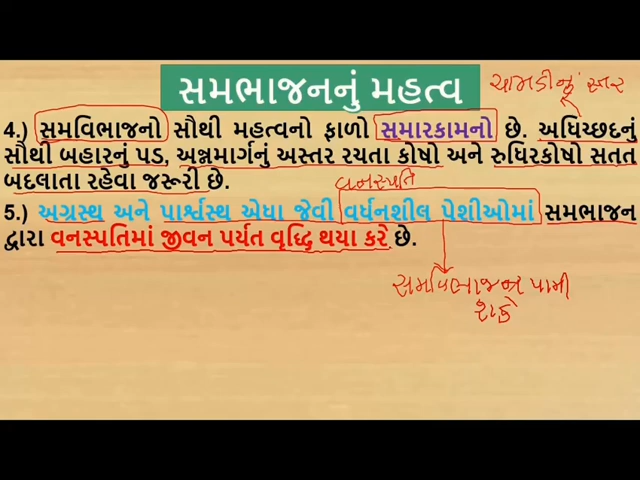 સમભાજનનું મહત્વ
ચામડીનું સ્તર
4.) સમવિભાજનો સૌથી મહત્વનો ફાળો સમારકામનો છે. અધિચ્છદનું
સૌથી બહારનું પડ, અન્નમાર્ગનું અસ્તર રચતા કોષો અને રુધિરકોષો સતત
બદલાતા રહેવા જરૂરી છે.
વનસ્પતિ
5.) અગ્રસ્થ અને પાર્શ્વસ્થ એધા જેવી વર્ધનશીલ પેશીઓમાં સમભાજન
દ્વારા વનસ્પતિમાં જીવન પર્યત વૃધ્ધિ થયા કરે છે.
સમવિભાજન પામી
શકે